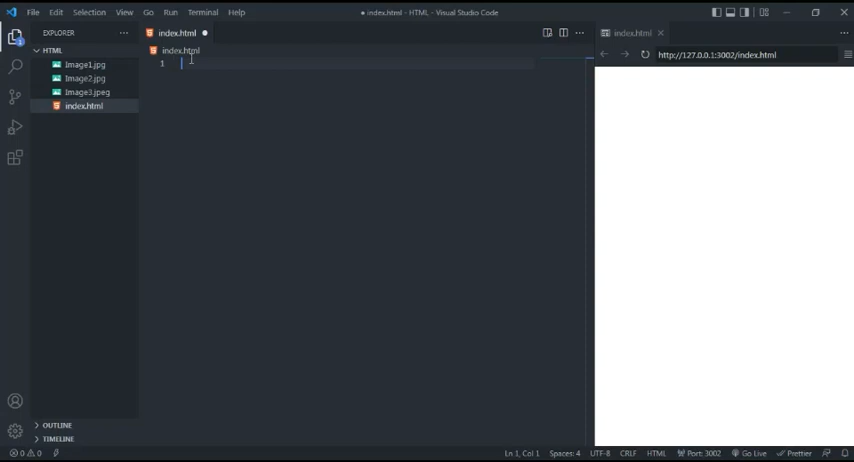 File Edit Selection View Go Run Terminal Help
● index.html - HTML - Visual Studio Code
EXPLORER
HTML
Image1.jpg
Image2.jpg
Image3.jpeg
index.html
OUTLINE
TIMELINE
index.html
index.html
1
index.html
http://127.0.0.1:3002/index.html
1
0 0
Ln 1, Col 1 Spaces: 4 UTF-8 CRLF HTML Port: 3002 Go Live Prettier